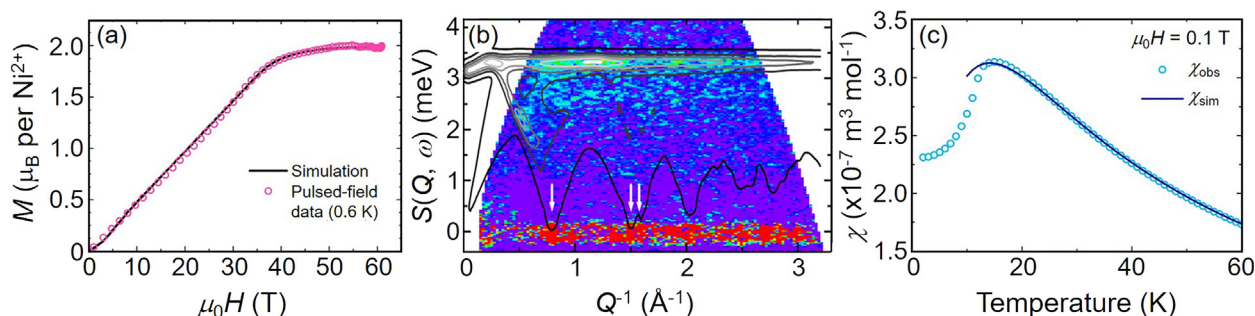 (a)
M (μB per Ni2+)
2.0
1.5
1.0
0.5
0
Simulation
Pulsed-field
data (0.6 K)
0 10 20 30 40 50 60 70
μ0H (T)
(b)
S(Q, ω) (meV)
4
3
2
1
0
0 1 2 3
Q-1 (Å-1)
(c)
μ0H = 0.1 T
χobs
χsim
χ (x10-7 m3 mol-1)
3.5
3.0
2.5
2.0
1.5
0 20 40 60
Temperature (K)